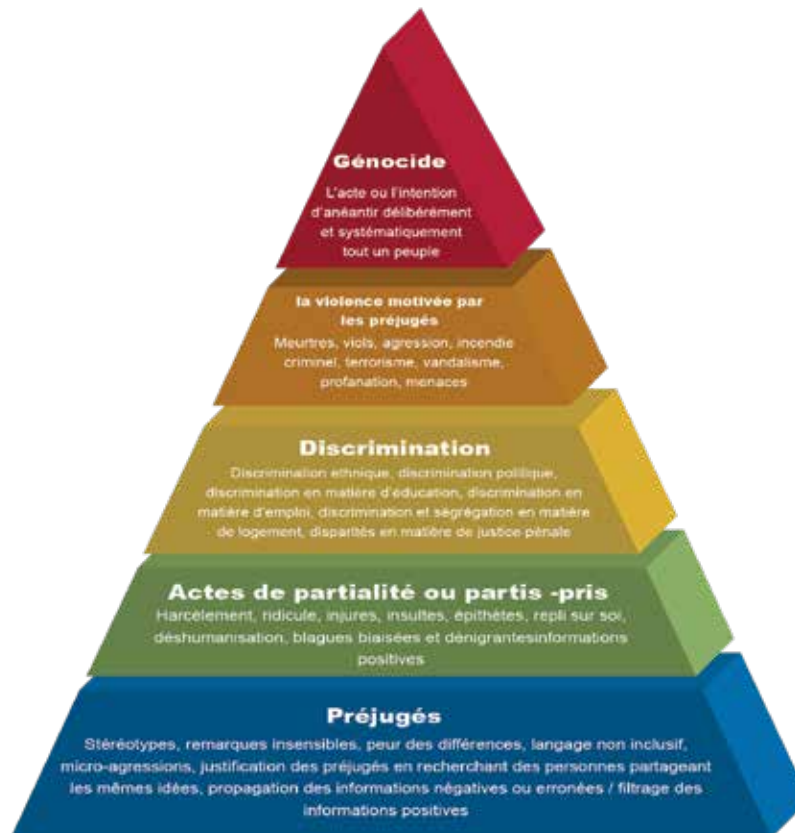 Génocide
L'acte ou l'intention
d'anéantir délibérément
et systématiquement
tout un peuple
la violence motivée par
les préjugés
Meurtres, viols, agression, incendie
criminel, terrorisme, vandalisme,
profanation, menaces
Discrimination
Discrimination ethnique, discrimination politique,
discrimination en matière d'éducation, discrimination en
matière d'emploi, discrimination et ségrégation en matière
de logement, disparités en matière de justice pénale
Actes de partialité ou partis -pris
Harcèlement, ridicule, injures, insultes, épithètes, repli sur soi,
déshumanisation, blagues biaisées et dénigrantesinformations
positives
Préjugés
Stéréotypes, remarques insensibles, peur des différences, langage non inclusif,
micro-agressions, justification des préjugés en recherchant des personnes partageant
les mêmes idées, propagation des informations négatives ou erronées / filtrage des
informations positives